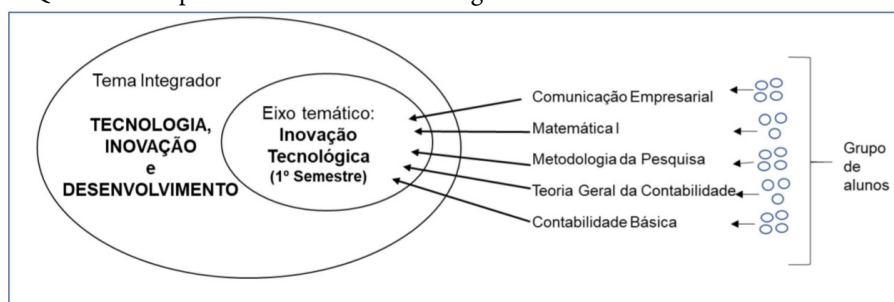 Tema Integrador
TECNOLOGIA,
INOVAÇÃO
e
DESENVOLVIMENTO
Eixo temático:
Inovação
Tecnológica
(1º Semestre)
Comunicação Empresarial
Matemática I
Metodologia da Pesquisa
Teoria Geral da Contabilidade
Contabilidade Básica
Grupo
de
alunos